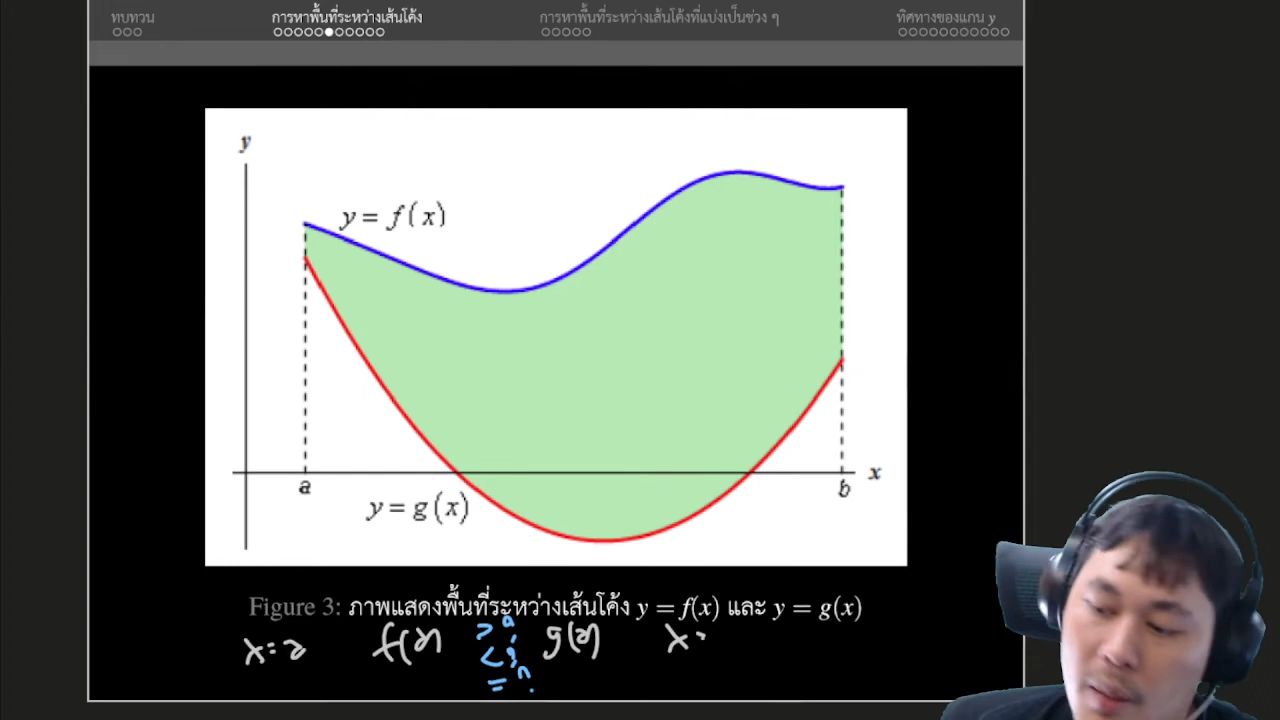 ทบทวน การหาพื้นที่ระหว่างเส้นโค้ง การหาพื้นที่ระหว่างเส้นโค้งที่แบ่งเป็นช่วง ๆ ทิศทางของแกน y
y
y = f(x)
x
a b
y = g(x)
Figure 3: ภาพแสดงพื้นที่ระหว่างเส้นโค้ง y = f(x) และ y = g(x)
x = a f(a) > < = g(a) x =